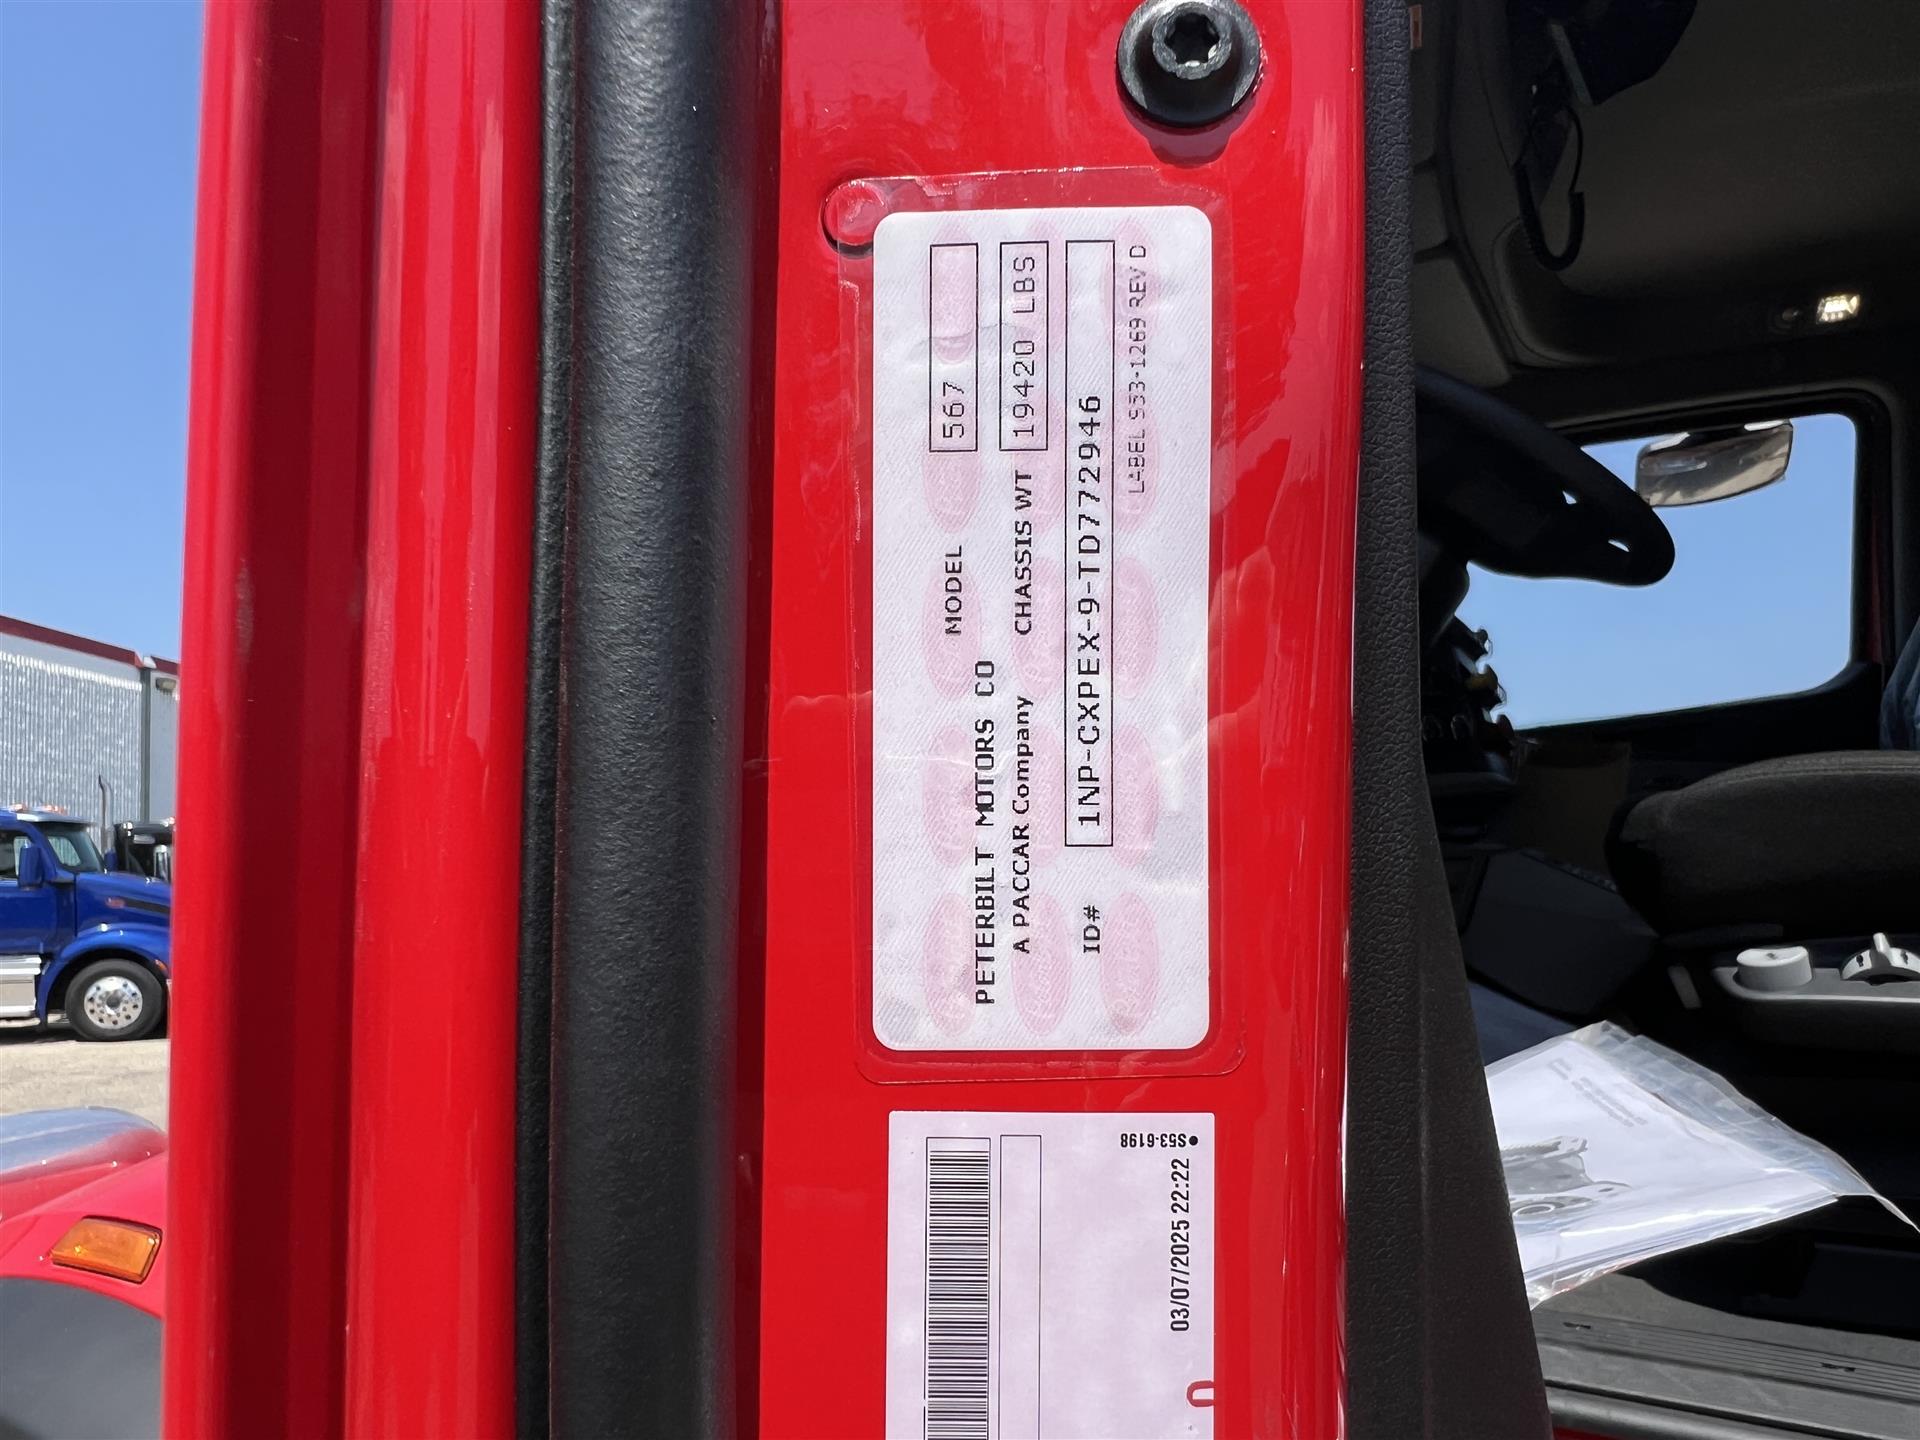 PETERBILT MOTORS CO
A PACCAR Company
MODEL 567
CHASSIS WT 19420 LBS
ID# 1NP-CXPEX-9-TD772946
LABEL 933-1269 REV D
S53-6198
03/07/2025 22:22